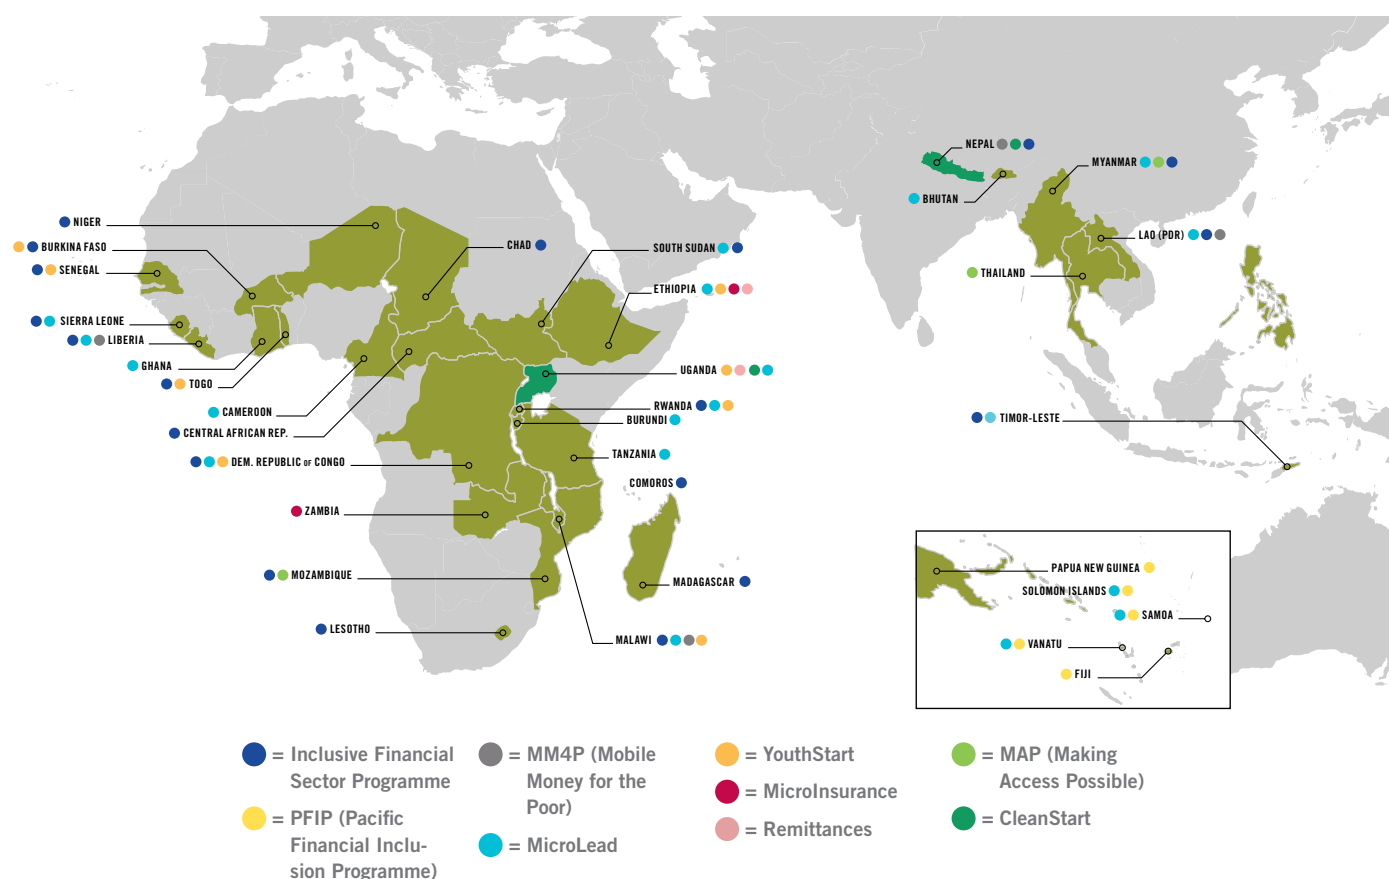 NEPAL
MYANMAR
BHUTAN
NIGER
LAO (PDR)
BURKINA FASO
CHAD
SOUTH SUDAN
SENEGAL
THAILAND
ETHIOPIA
SIERRA LEONE
LIBERIA
GHANA
UGANDA
TOGO
RWANDA
CAMEROON
BURUNDI
TIMOR-LESTE
CENTRAL AFRICAN REP.
TANZANIA
DEM. REPUBLIC OF CONGO
COMOROS
ZAMBIA
PAPUA NEW GUINEA
MOZAMBIQUE
MADAGASCAR
SOLOMON ISLANDS
SAMOA
LESOTHO
MALAWI
VANATU
FIJI
= Inclusive Financial
Sector Programme
= PFIP (Pacific
Financial Inclu-
sion Programme)
= MM4P (Mobile
Money for the
Poor)
= MicroLead
= YouthStart
= MicroInsurance
= Remittances
= MAP (Making
Access Possible)
= CleanStart